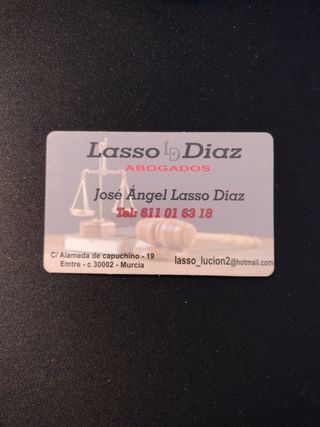 Lasso LD Diaz
ABOGADOS
José Ángel Lasso Diaz
Tel: 611 01 63 18
C/ Alameda de capuchino - 19
Emtre - c 30002 - Murcia
lasso_lucion2@hotmail.com